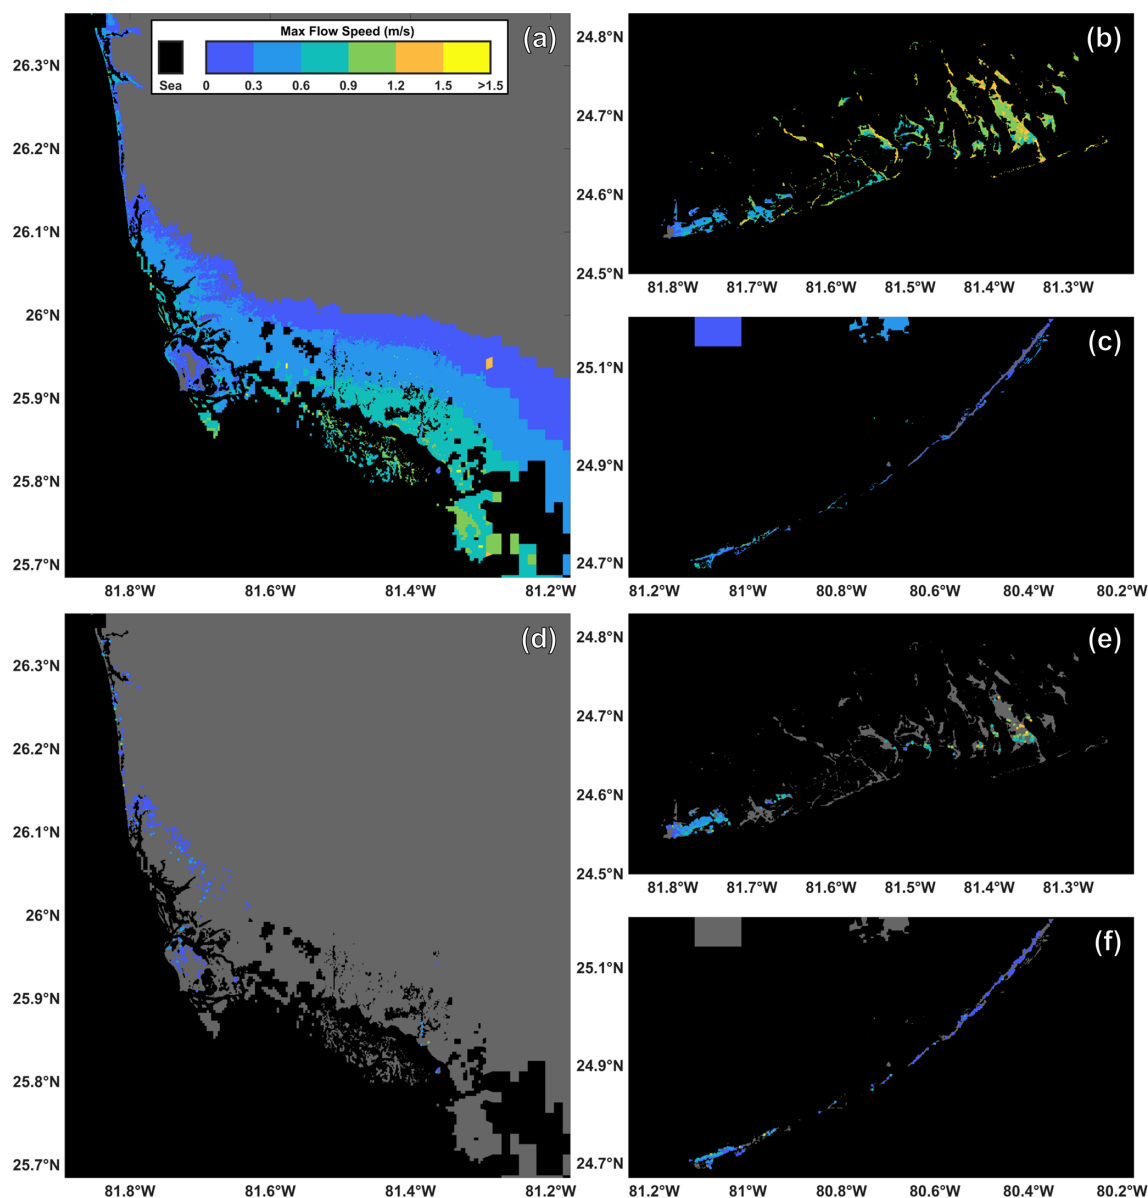 Max Flow Speed (m/s)
Sea 0 0.3 0.6 0.9 1.2 1.5 >1.5
(a)
26.3°N
26.2°N
26.1°N
26°N
25.9°N
25.8°N
25.7°N
81.8°W 81.7°W 81.6°W 81.5°W 81.4°W 81.3°W 81.2°W
(b)
24.8°N
24.7°N
24.6°N
24.5°N
81.8°W 81.7°W 81.6°W 81.5°W 81.4°W 81.3°W
(c)
25.1°N
24.9°N
24.7°N
81.2°W 81°W 80.8°W 80.6°W 80.4°W 80.2°W
(d)
26.3°N
26.2°N
26.1°N
26°N
25.9°N
25.8°N
25.7°N
81.8°W 81.6°W 81.4°W 81.2°W
(e)
24.8°N
24.7°N
24.6°N
24.5°N
81.8°W 81.7°W 81.6°W 81.5°W 81.4°W 81.3°W
(f)
25.1°N
24.9°N
24.7°N
81.2°W 81°W 80.8°W 80.6°W 80.4°W 80.2°W